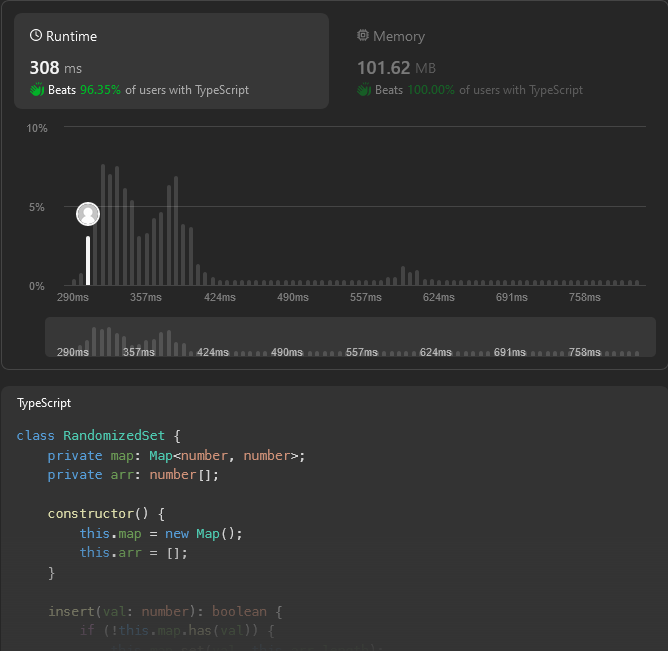 Runtime
Memory
308 ms
101.62 MB
Beats 96.35% of users with TypeScript
Beats 100.00% of users with TypeScript
10%
5%
0%
290ms 357ms 424ms 490ms 557ms 624ms 691ms 758ms
290ms 357ms 424ms 490ms 557ms 624ms 691ms 758ms
TypeScript
class RandomizedSet {
    private map: Map<number, number>;
    private arr: number[];
    constructor() {
        this.map = new Map();
        this.arr = [];
    }
    insert(val: number): boolean {
        if (!this.map.has(val)) {